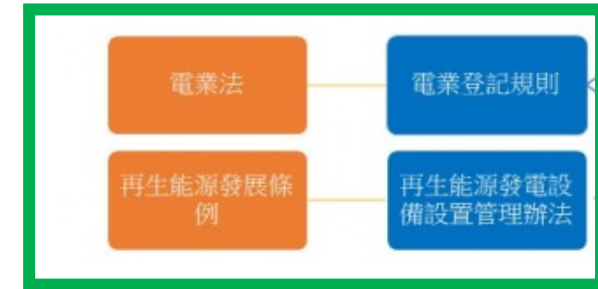 電業法
電業登記規則
再生能源發展條
例
再生能源發電設
備設置管理辦法